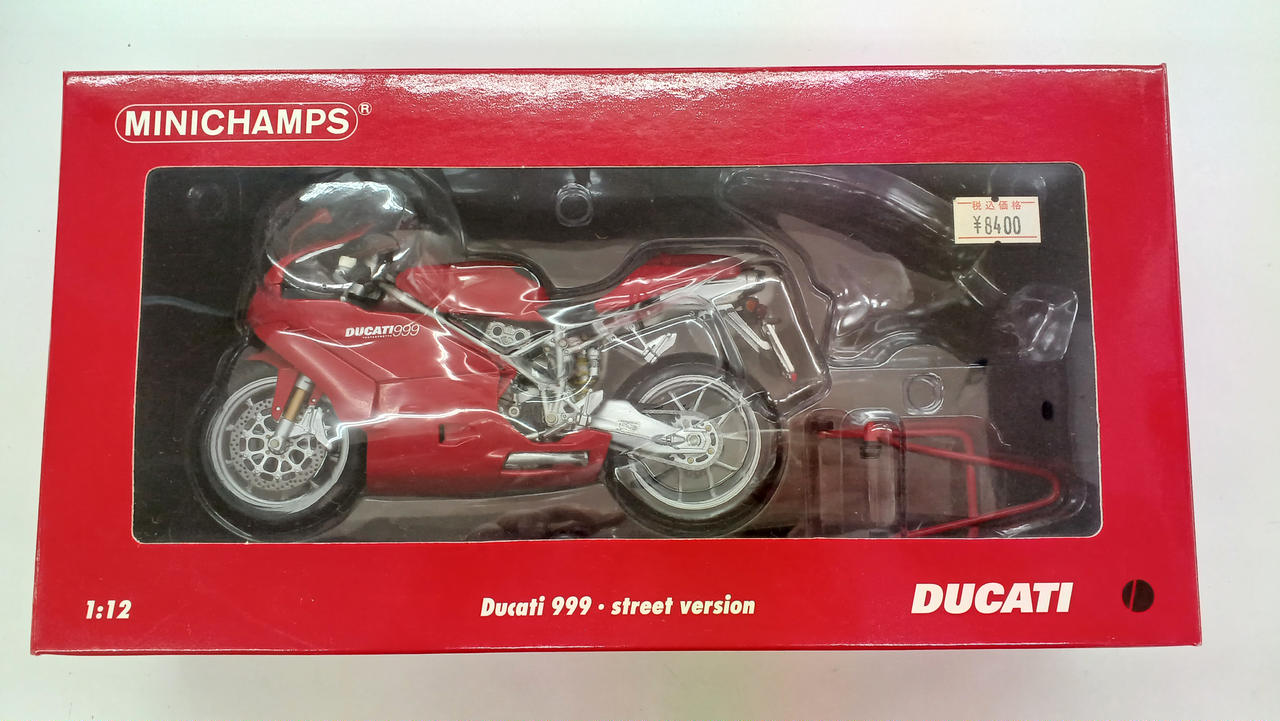 MINICHAMPS®
税込価格
¥8400
DUCATI999
1:12
Ducati 999 · street version
DUCATI